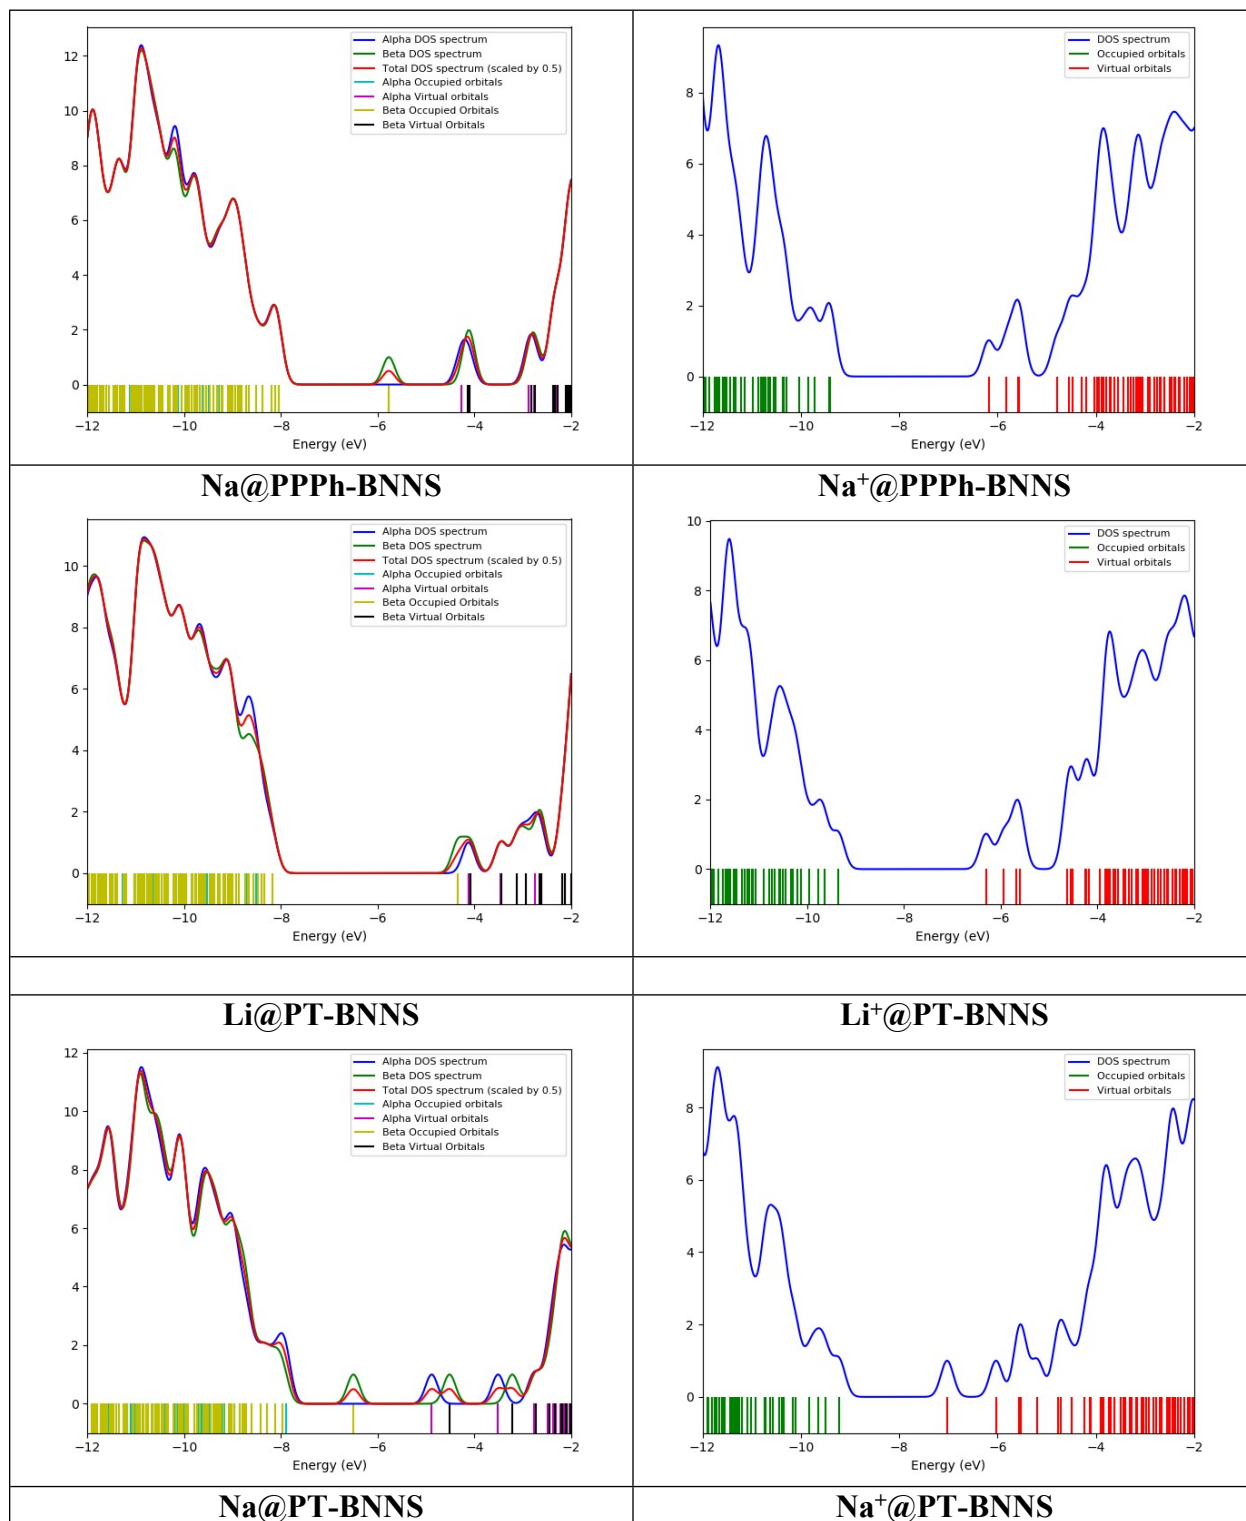 12
10
8
6
4
2
0
Alpha DOS spectrum
Beta DOS spectrum
Total DOS spectrum (scaled by 0.5)
Alpha Occupied orbitals
Alpha Virtual orbitals
Beta Occupied Orbitals
Beta Virtual Orbitals
−12 −10 −8 −6 −4 −2
Energy (eV)
8
6
4
2
0
DOS spectrum
Occupied orbitals
Virtual orbitals
−12 −10 −8 −6 −4 −2
Energy (eV)
Na@PPPh-BNNS Na⁺@PPPh-BNNS
10
8
6
4
2
0
Alpha DOS spectrum
Beta DOS spectrum
Total DOS spectrum (scaled by 0.5)
Alpha Occupied orbitals
Alpha Virtual orbitals
Beta Occupied Orbitals
Beta Virtual Orbitals
−12 −10 −8 −6 −4 −2
Energy (eV)
10
8
6
4
2
0
DOS spectrum
Occupied orbitals
Virtual orbitals
−12 −10 −8 −6 −4 −2
Energy (eV)
Li@PT-BNNS Li⁺@PT-BNNS
12
10
8
6
4
2
0
Alpha DOS spectrum
Beta DOS spectrum
Total DOS spectrum (scaled by 0.5)
Alpha Occupied orbitals
Alpha Virtual orbitals
Beta Occupied Orbitals
Beta Virtual Orbitals
−12 −10 −8 −6 −4 −2
Energy (eV)
8
6
4
2
0
DOS spectrum
Occupied orbitals
Virtual orbitals
−12 −10 −8 −6 −4 −2
Energy (eV)
Na@PT-BNNS Na⁺@PT-BNNS